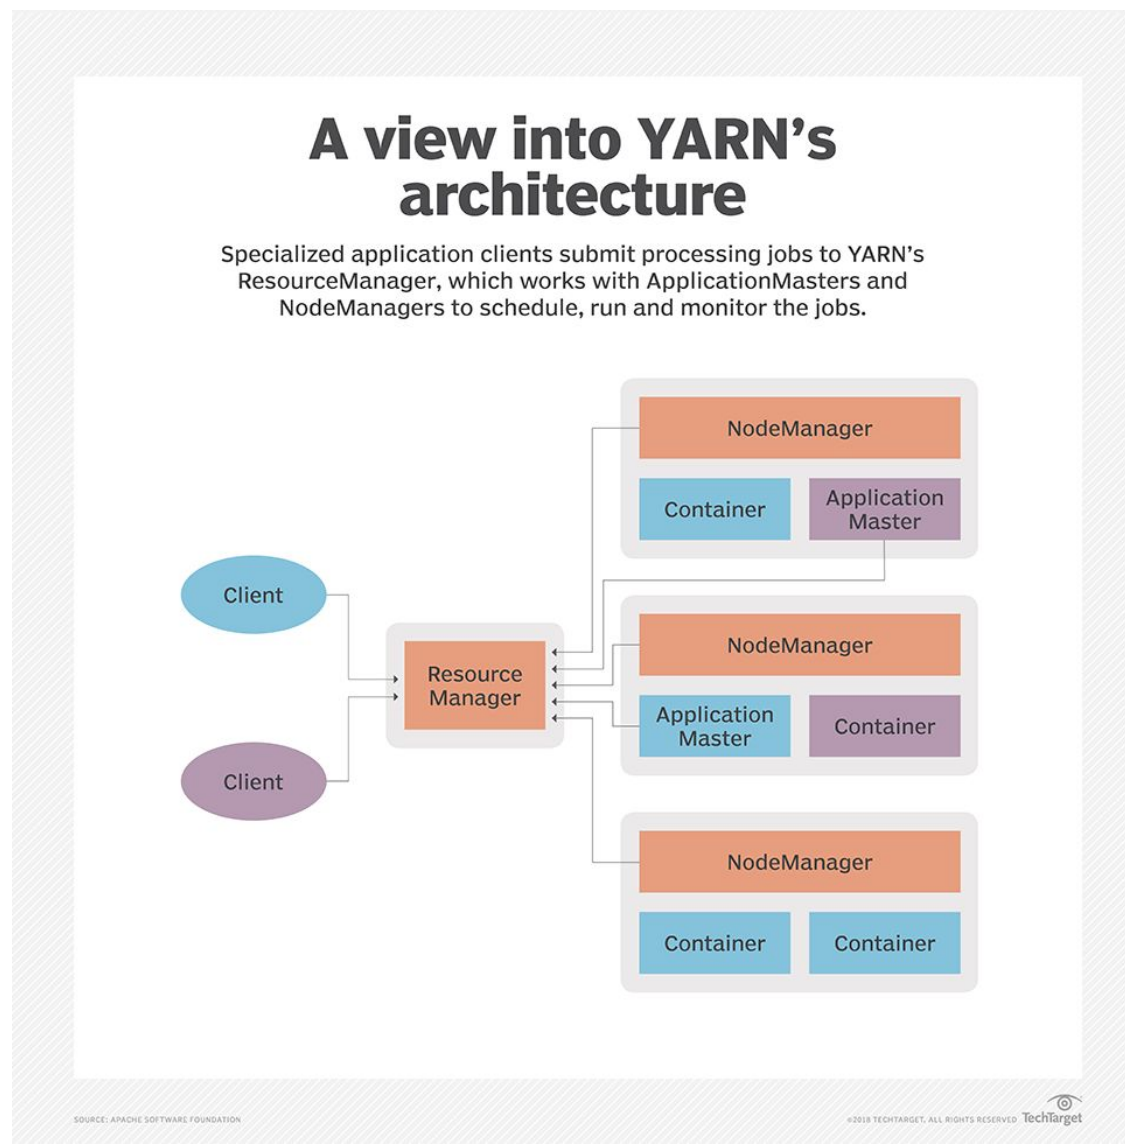 A view into YARN's
architecture
Specialized application clients submit processing jobs to YARN's
ResourceManager, which works with ApplicationMasters and
NodeManagers to schedule, run and monitor the jobs.
NodeManager
Container
Application
Master
Client
NodeManager
Resource
Manager
Application
Master
Container
Client
NodeManager
Container
Container
SOURCE: APACHE SOFTWARE FOUNDATION
©2018 TECHTARGET, ALL RIGHTS RESERVED TechTarget